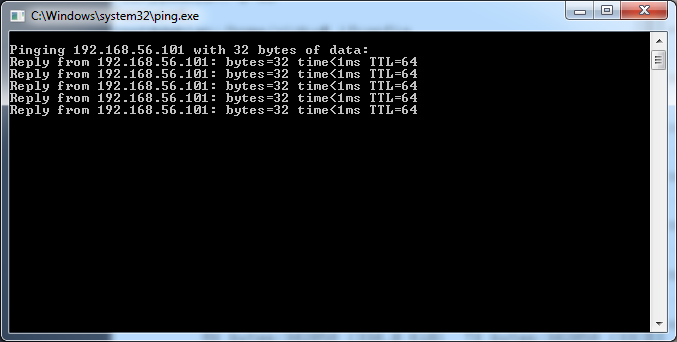 C:\Windows\system32\ping.exe
Pinging 192.168.56.101 with 32 bytes of data:
Reply from 192.168.56.101: bytes=32 time<1ms TTL=64
Reply from 192.168.56.101: bytes=32 time<1ms TTL=64
Reply from 192.168.56.101: bytes=32 time<1ms TTL=64
Reply from 192.168.56.101: bytes=32 time<1ms TTL=64
Reply from 192.168.56.101: bytes=32 time<1ms TTL=64